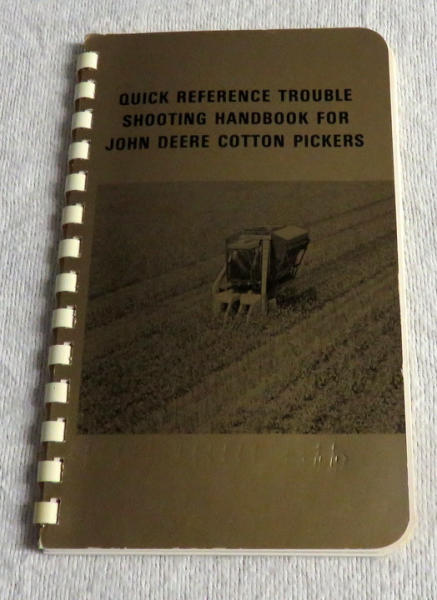 QUICK REFERENCE TROUBLE
SHOOTING HANDBOOK FOR
JOHN DEERE COTTON PICKERS